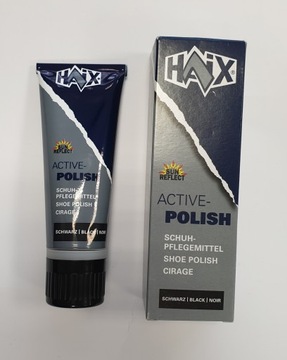 HAIX
SUN
REFLECT
ACTIVE-
POLISH
SCHUH-
PFLEGEMITTEL
SHOE POLISH
CIRAGE
SCHWARZ | BLACK | NOIR
HAIX®
SUN
REFLECT
ACTIVE-
POLISH
SCHUH-
PFLEGEMITTEL
SHOE POLISH
CIRAGE
SCHWARZ | BLACK | NOIR